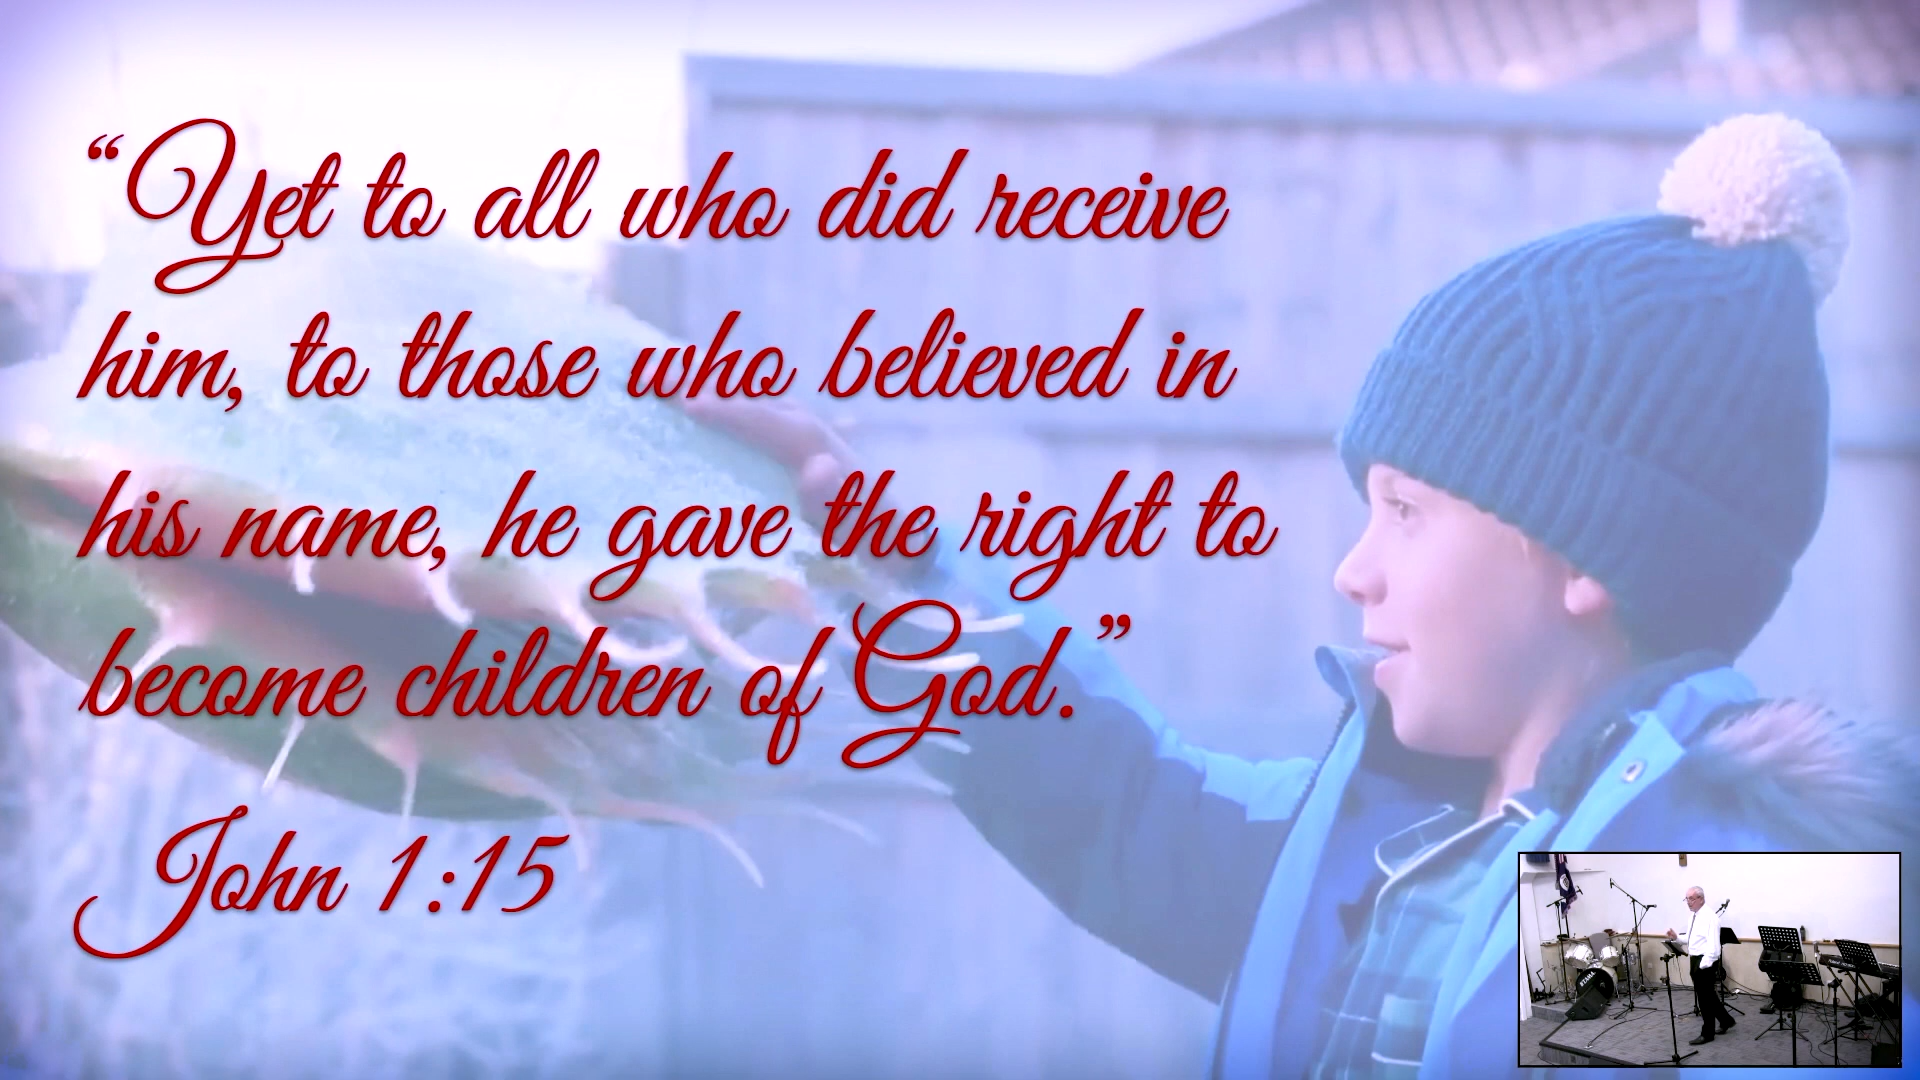 “Yet to all who did receive
him, to those who believed in
his name, he gave the right to
become children of God.”
John 1:15
TAMA